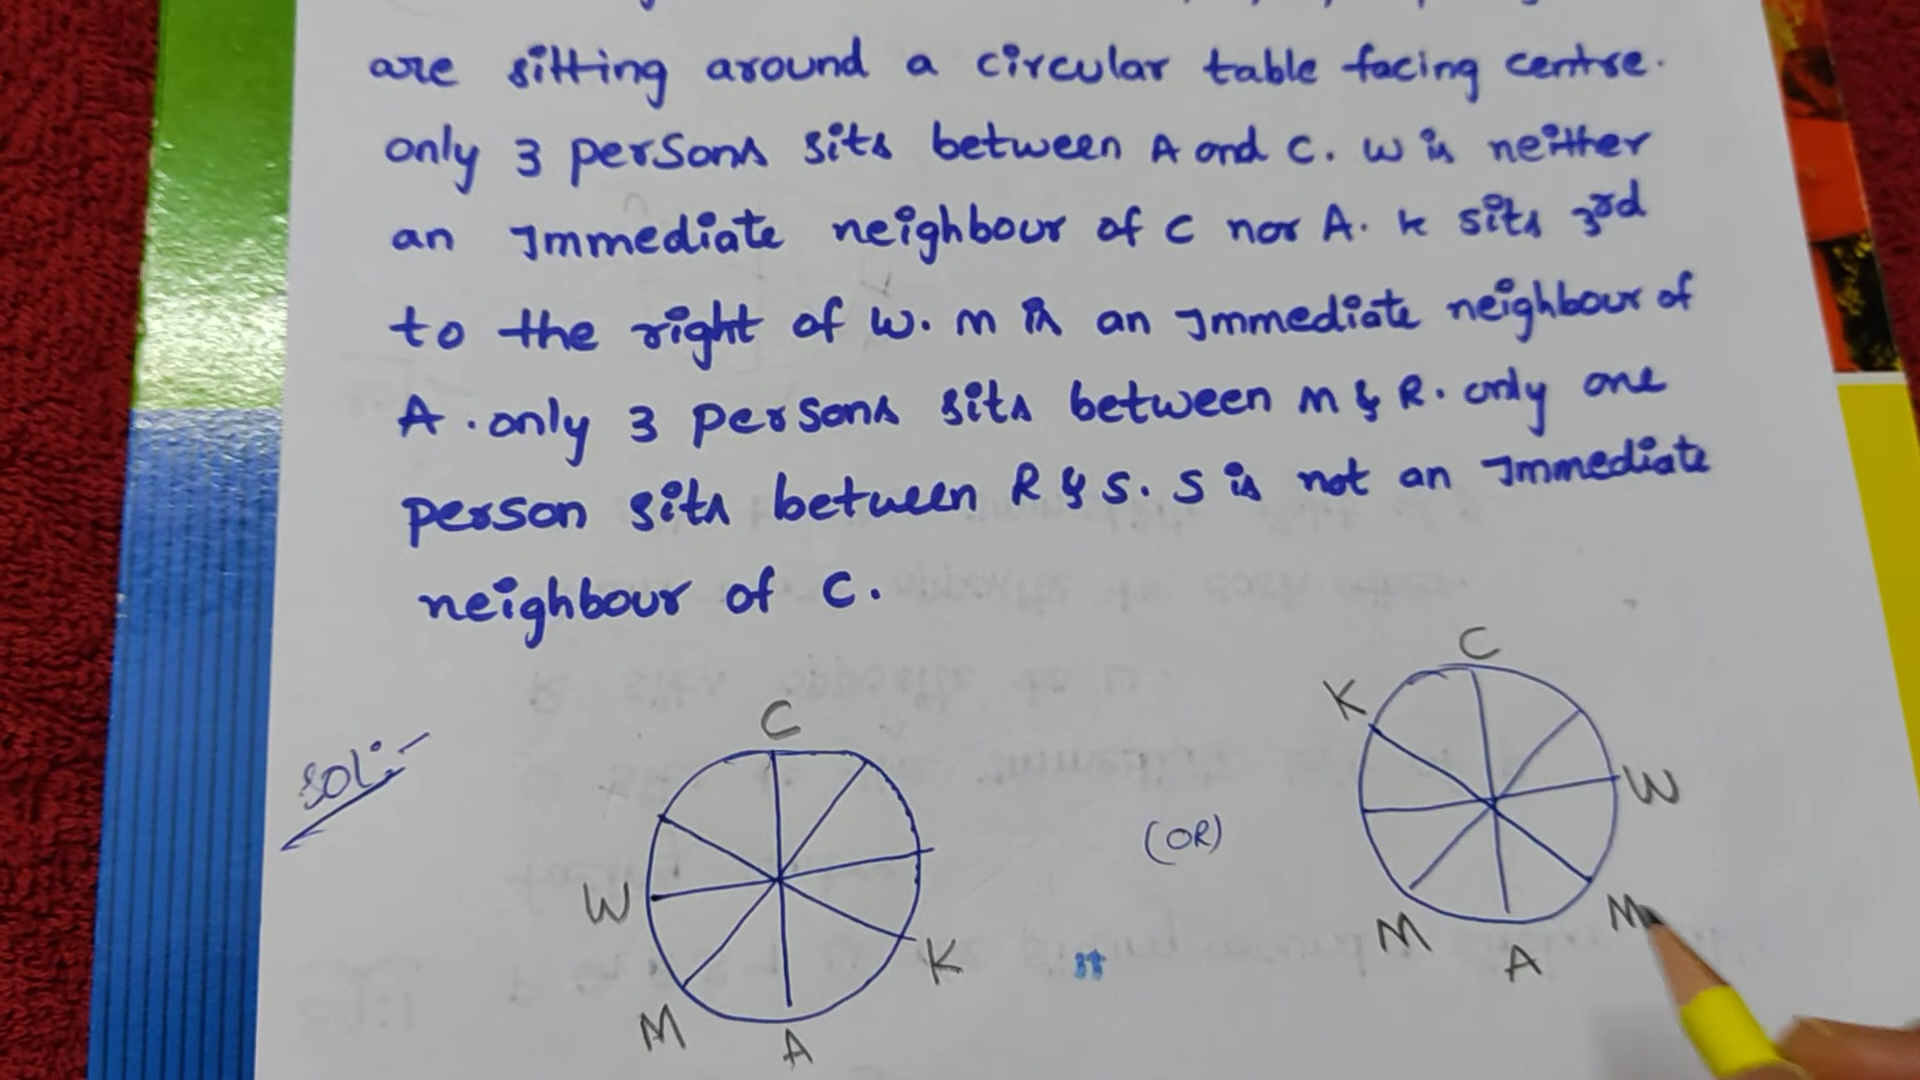 are sitting around a circular table facing centre.
only 3 persons sits between A and C. W is neither
an Immediate neighbour of C nor A. K sits 3rd
to the right of W. M is an Immediate neighbour of
A. only 3 persons sits between M & R. only one
person sits between R & S. S is not an Immediate
neighbour of C.
SOL:-
C
W
K
M
A
(OR)
C
K
W
M
M
A